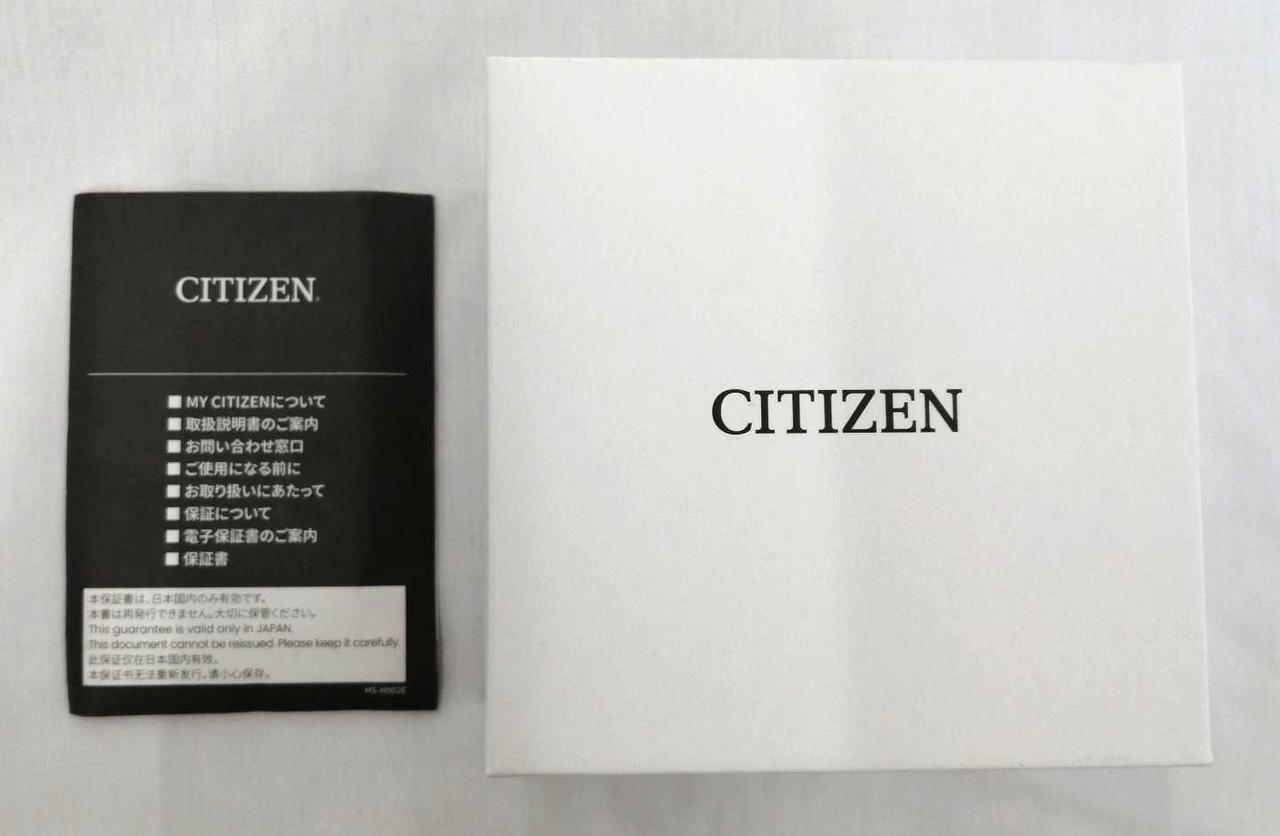 CITIZEN
■ MY CITIZENについて
■ 取扱説明書のご案内
■ お問い合わせ窓口
■ ご使用になる前に
■ お取り扱いにあたって
■ 保証について
■ 電子保証書のご案内
■ 保証書
本保証書は、日本国内のみ有効です。
本書は再発行できません。大切に保管ください。
This guarantee is valid only in JAPAN.
This document cannot be reissued. Please keep it carefully.
此保证仅在日本国内有效。
本保证书无法重新发行。请小心保存。
MS-N002E
CITIZEN